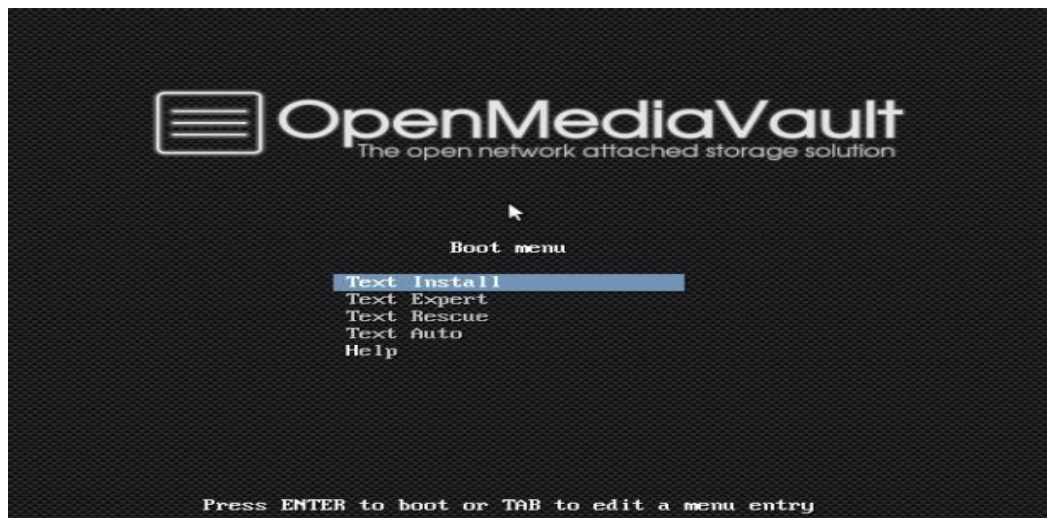 OpenMediaVault
The open network attached storage solution
Boot menu
Text Install
Text Expert
Text Rescue
Text Auto
Help
Press ENTER to boot or TAB to edit a menu entry